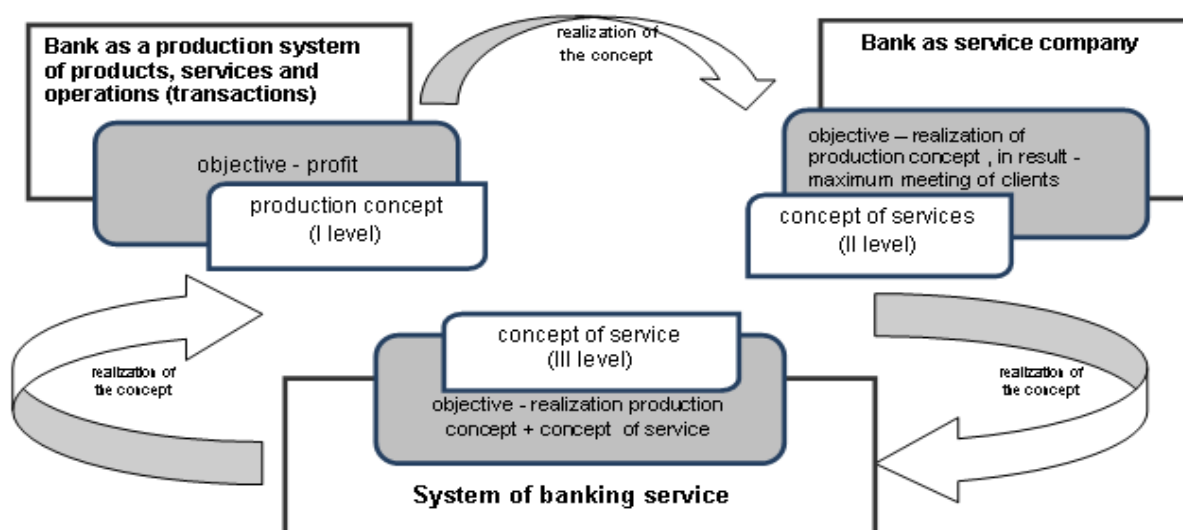 Bank as a production system
of products, services and
operations (transactions)
objective - profit
production concept
(I level)
realization of
the concept
Bank as service company
objective – realization of
production concept , in result -
maximum meeting of clients
concept of services
(II level)
realization of
the concept
concept of service
(III level)
objective - realization production
concept + concept of service
System of banking service
realization of
the concept